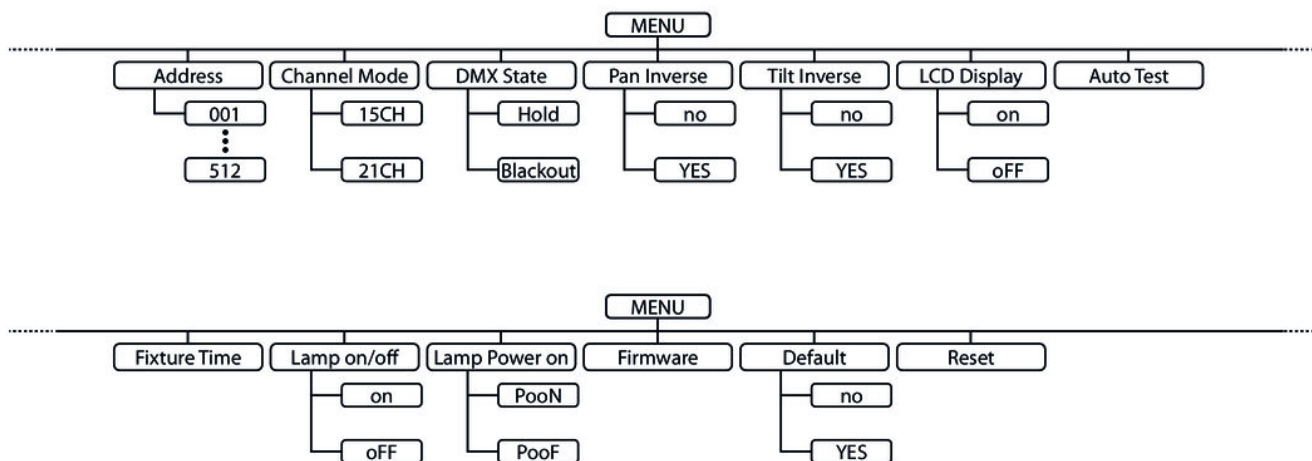 MENU
Address Channel Mode DMX State Pan Inverse Tilt Inverse LCD Display Auto Test
001 15CH Hold no no on
512 21CH Blackout YES YES oFF
MENU
Fixture Time Lamp on/off Lamp Power on Firmware Default Reset
on PooN no
oFF PooF YES